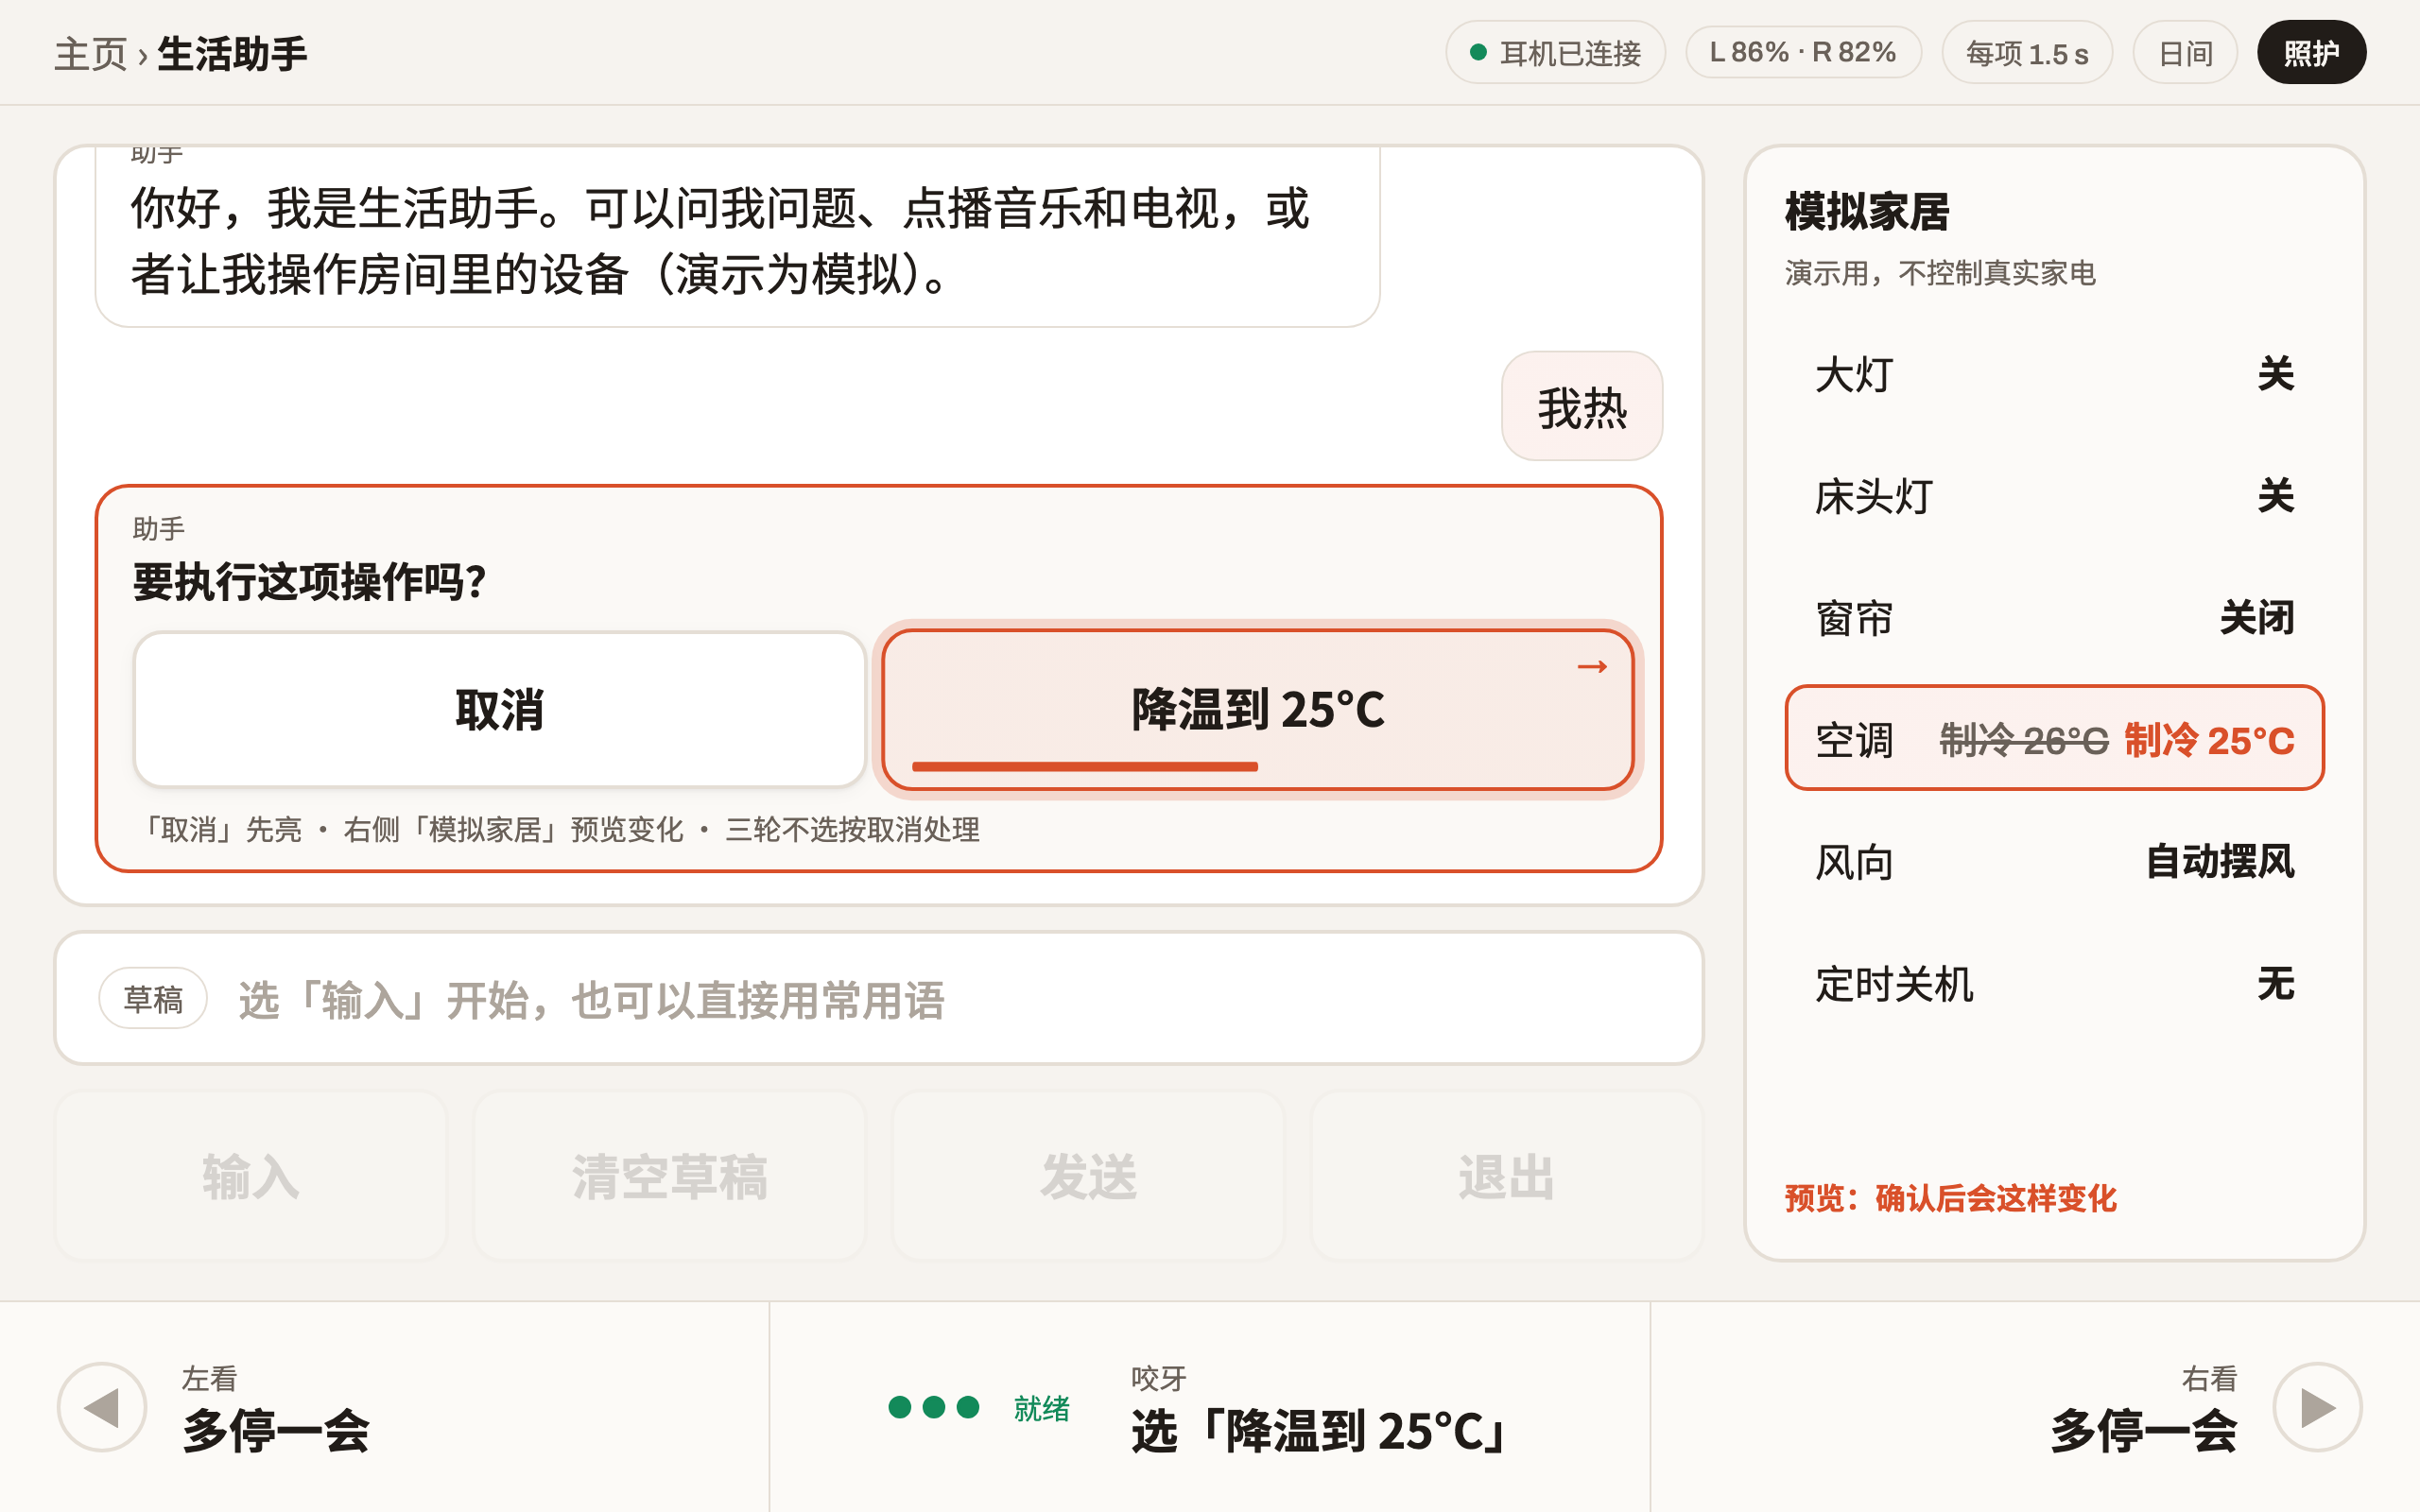 主页 › 生活助手
耳机已连接
L 86% · R 82%
每项 1.5 s
日间
照护
助手
你好，我是生活助手。可以问我问题、点播音乐和电视，或
者让我操作房间里的设备（演示为模拟）。
我热
助手
要执行这项操作吗？
取消
降温到 25°C
→
「取消」先亮 • 右侧「模拟家居」预览变化 • 三轮不选按取消处理
草稿
选「输入」开始，也可以直接用常用语
输入
清空草稿
发送
退出
模拟家居
演示用，不控制真实家电
大灯 关
床头灯 关
窗帘 关闭
空调 制冷 26°C 制冷 25°C
风向 自动摆风
定时关机 无
预览：确认后会这样变化
左看
多停一会
就绪
咬牙
选「降温到 25°C」
右看
多停一会